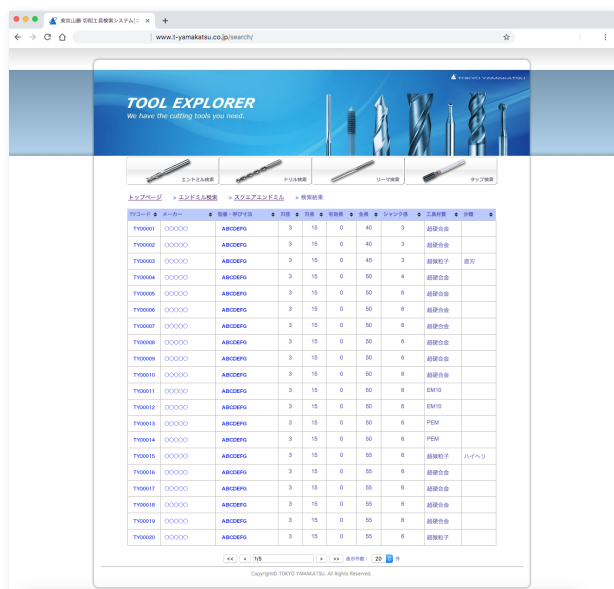 東京山勝 切削工具検索システム|エ
www.t-yamakatsu.co.jp/search/
TOKYO YAMAKATSU
TOOL EXPLORER
We have the cutting tools you need.
エンドミル検索 ドリル検索 リーマ検索 タップ検索
トップページ > エンドミル検索 > スクエアエンドミル > 検索結果
TYコード メーカー 型番・呼び寸法 刃径 刃長 有効長 全長 シャンク径 工具材質 分類
TY00001 ○○○○○ ABCDEFG 3 15 0 40 3 超硬合金
TY00002 ○○○○○ ABCDEFG 3 15 0 40 3 超硬合金
TY00003 ○○○○○ ABCDEFG 3 15 0 45 3 超微粒子 直刃
TY00004 ○○○○○ ABCDEFG 3 15 0 50 4 超硬合金
TY00005 ○○○○○ ABCDEFG 3 15 0 50 6 超硬合金
TY00006 ○○○○○ ABCDEFG 3 15 0 50 6 超硬合金
TY00007 ○○○○○ ABCDEFG 3 15 0 50 6 超硬合金
TY00008 ○○○○○ ABCDEFG 3 15 0 50 6 超硬合金
TY00009 ○○○○○ ABCDEFG 3 15 0 50 6 超硬合金
TY00010 ○○○○○ ABCDEFG 3 15 0 50 6 超硬合金
TY00011 ○○○○○ ABCDEFG 3 15 0 50 6 EM10
TY00012 ○○○○○ ABCDEFG 3 15 0 50 6 EM10
TY00013 ○○○○○ ABCDEFG 3 15 0 50 6 PEM
TY00014 ○○○○○ ABCDEFG 3 15 0 50 6 PEM
TY00015 ○○○○○ ABCDEFG 3 15 0 55 6 超微粒子 ハイヘリ
TY00016 ○○○○○ ABCDEFG 3 15 0 55 6 超硬合金
TY00017 ○○○○○ ABCDEFG 3 15 0 55 6 超硬合金
TY00018 ○○○○○ ABCDEFG 3 15 0 55 6 超硬合金
TY00019 ○○○○○ ABCDEFG 3 15 0 55 6 超硬合金
TY00020 ○○○○○ ABCDEFG 3 15 0 55 6 超微粒子
<< < 1/5 > >> 表示件数： 20 件
Copyright© TOKYO YAMAKATSU. All Rights Reserved.